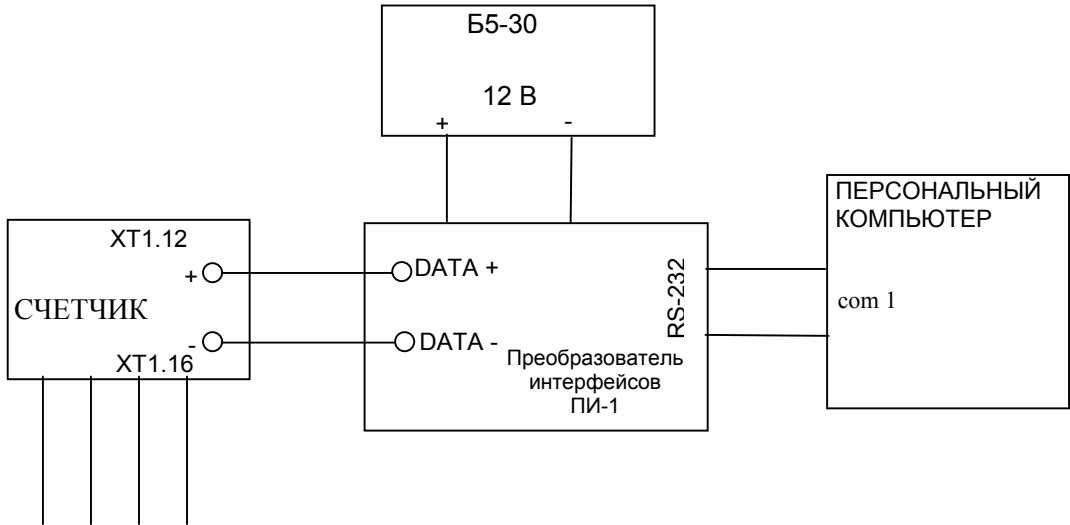 Б5-30
12 В
+ -
ПЕРСОНАЛЬНЫЙ
КОМПЬЮТЕР
com 1
XT1.12
+
СЧЕТЧИК
-
XT1.16
DATA +
DATA -
RS-232
Преобразователь
интерфейсов
ПИ-1